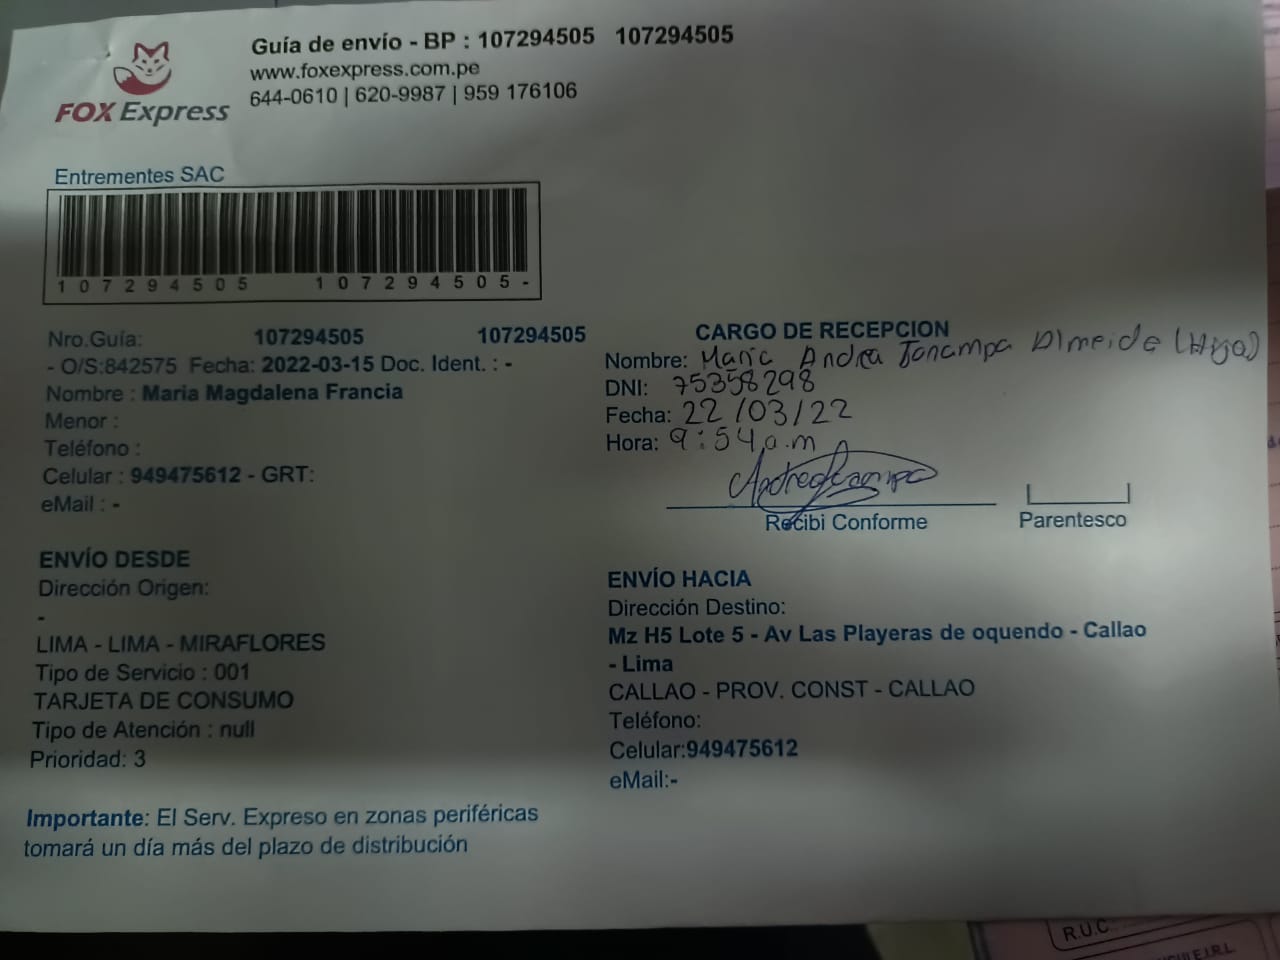 Guía de envío - BP : 107294505 107294505
www.foxexpress.com.pe
644-0610 | 620-9987 | 959 176106
FOX Express
Entrementes SAC
107294505 107294505-
Nro.Guía: 107294505 107294505
- O/S:842575 Fecha: 2022-03-15 Doc. Ident. : -
Nombre : Maria Magdalena Francia
Menor :
Teléfono :
Celular : 949475612 - GRT:
eMail : -
CARGO DE RECEPCION
Nombre: María Andrea Janampa Almeida (Hija)
DNI: 75358298
Fecha: 22/03/22
Hora: 9:54 a.m
Recibi Conforme
Parentesco
ENVÍO DESDE
Dirección Origen:
-
LIMA - LIMA - MIRAFLORES
Tipo de Servicio : 001
TARJETA DE CONSUMO
Tipo de Atención : null
Prioridad: 3
ENVÍO HACIA
Dirección Destino:
Mz H5 Lote 5 - Av Las Playeras de oquendo - Callao
- Lima
CALLAO - PROV. CONST - CALLAO
Teléfono:
Celular:949475612
eMail:-
Importante: El Serv. Expreso en zonas periféricas
tomará un día más del plazo de distribución
R.U.C.
E.I.R.L.